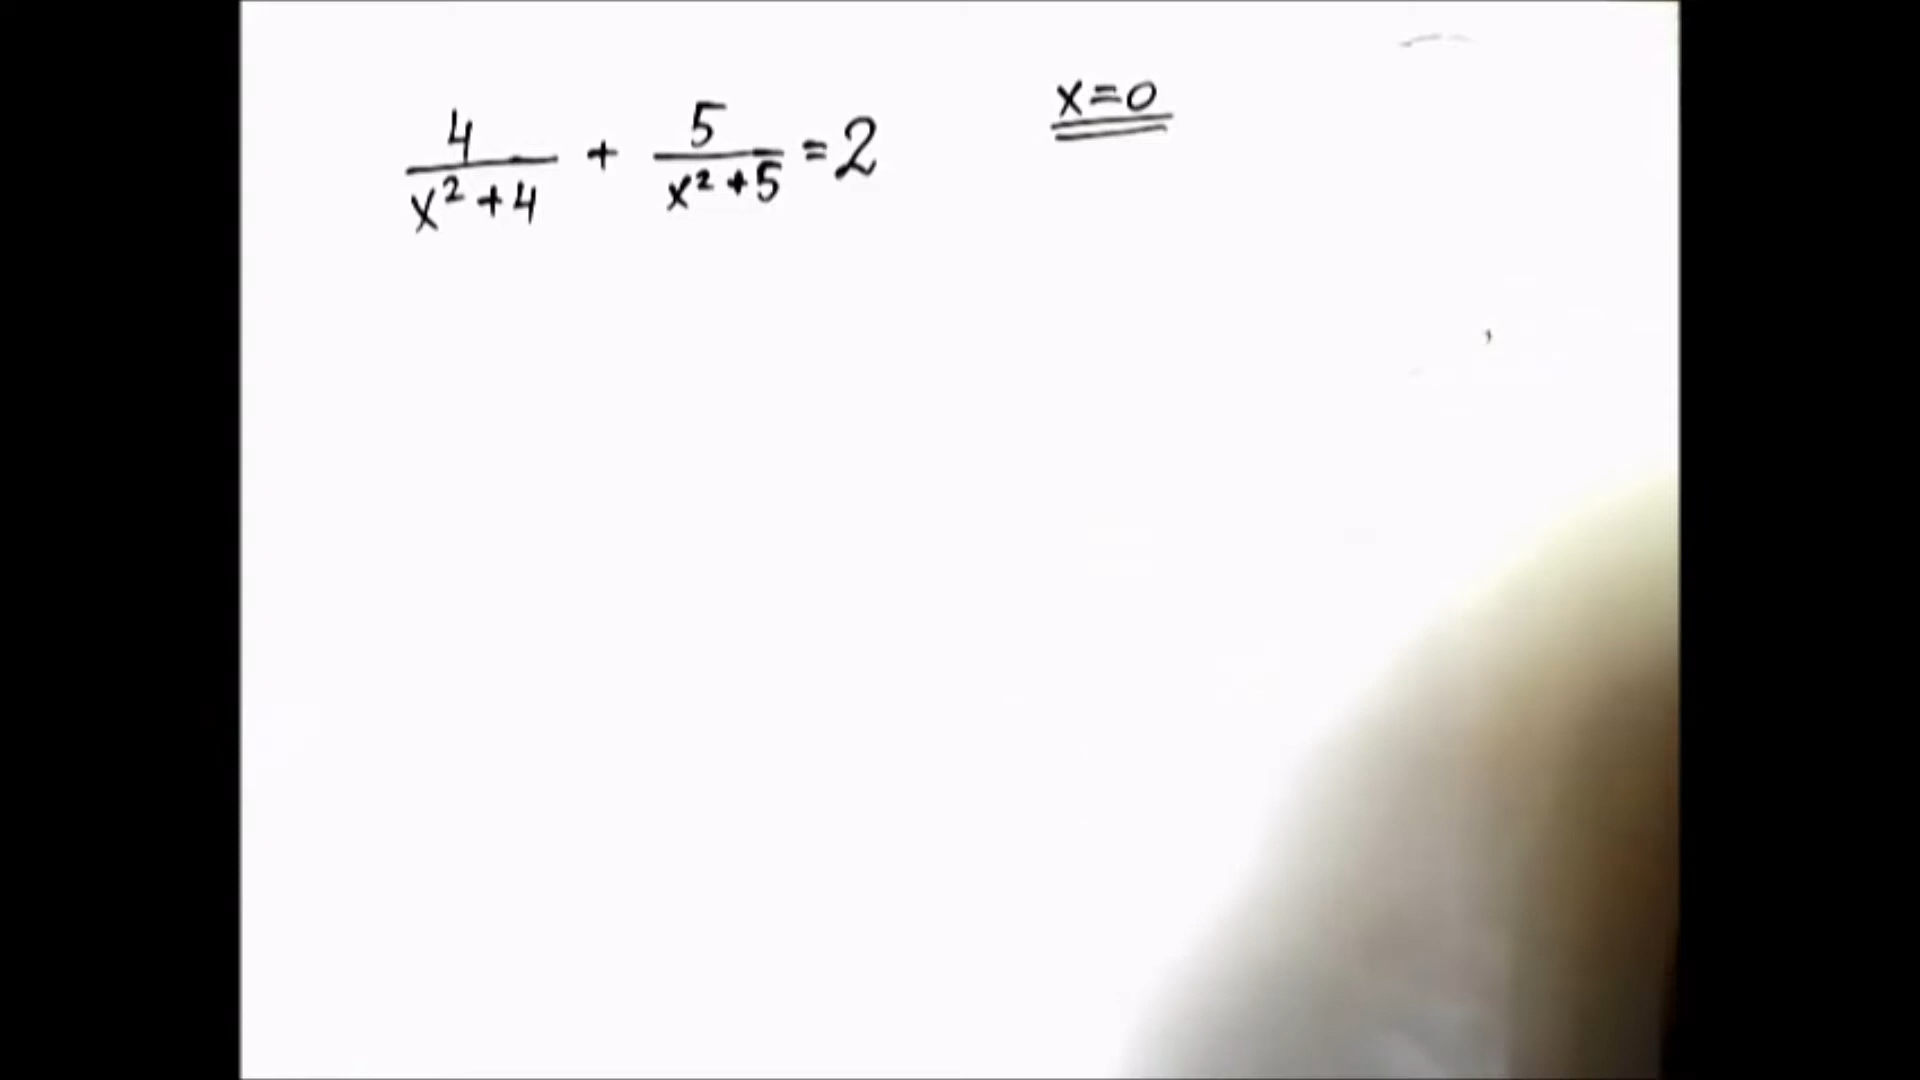 4/(x²+4) + 5/(x²+5) = 2
x=0